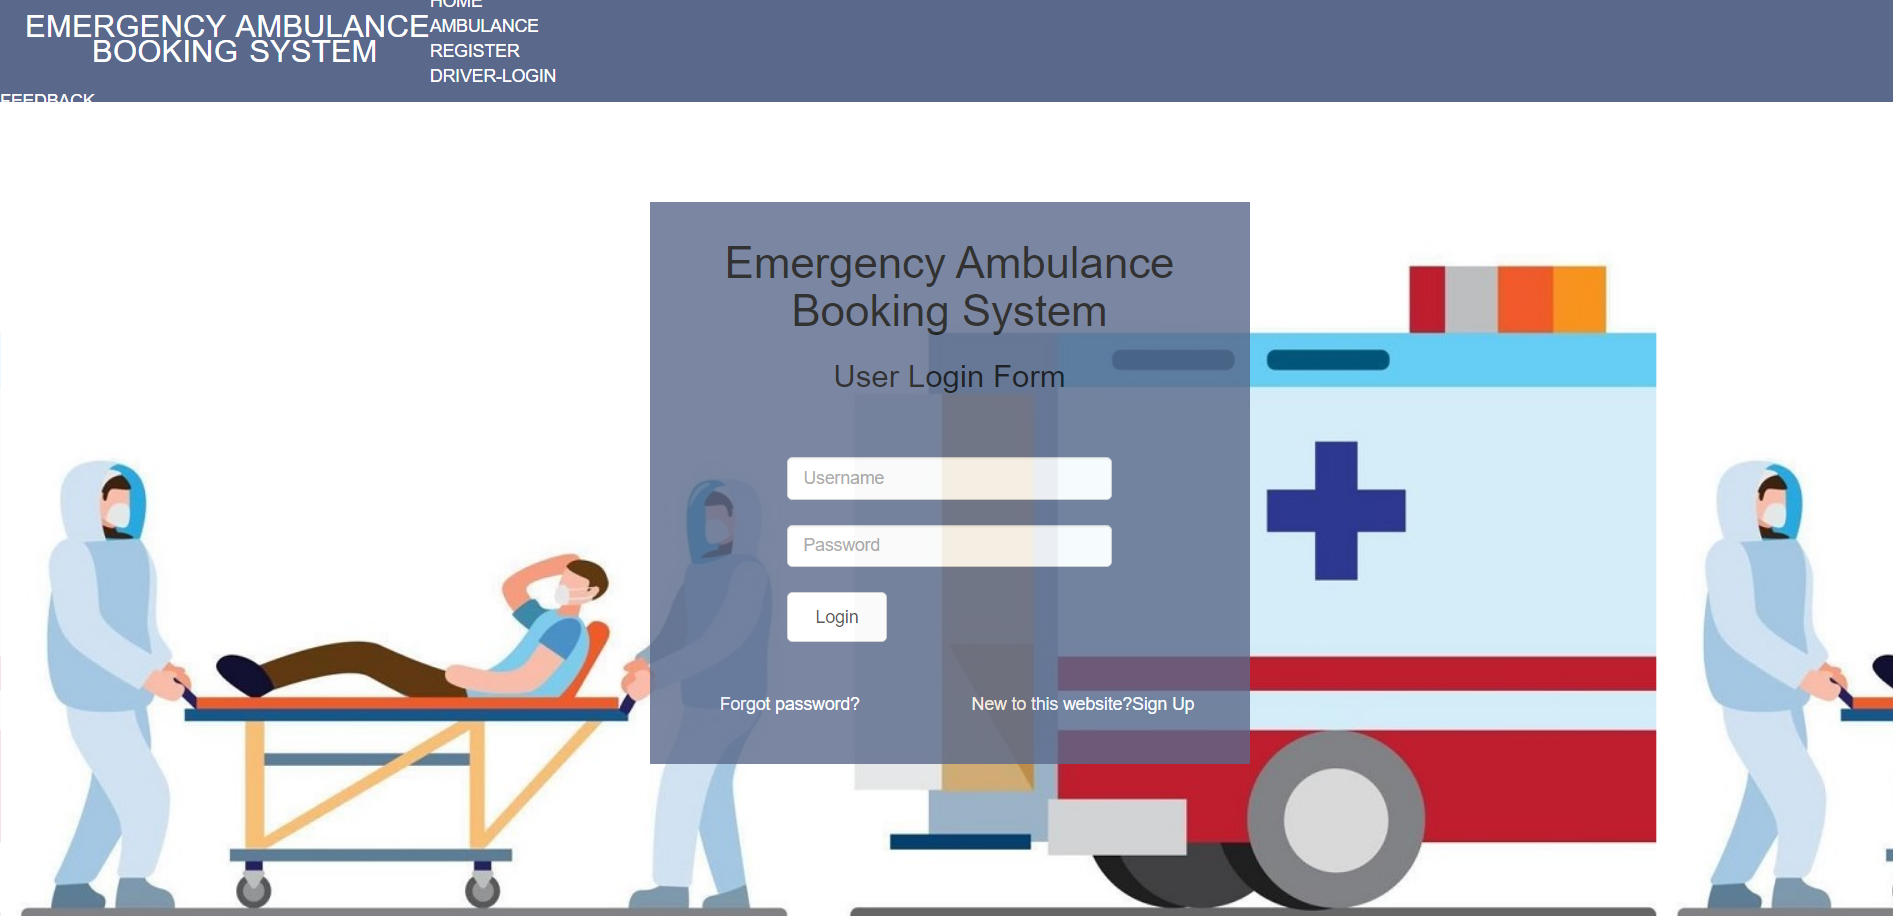 HOME
EMERGENCY AMBULANCE
BOOKING SYSTEM
AMBULANCE
REGISTER
DRIVER-LOGIN
FEEDBACK
Emergency Ambulance
Booking System
User Login Form
Username
Password
Login
Forgot password?
New to this website?Sign Up